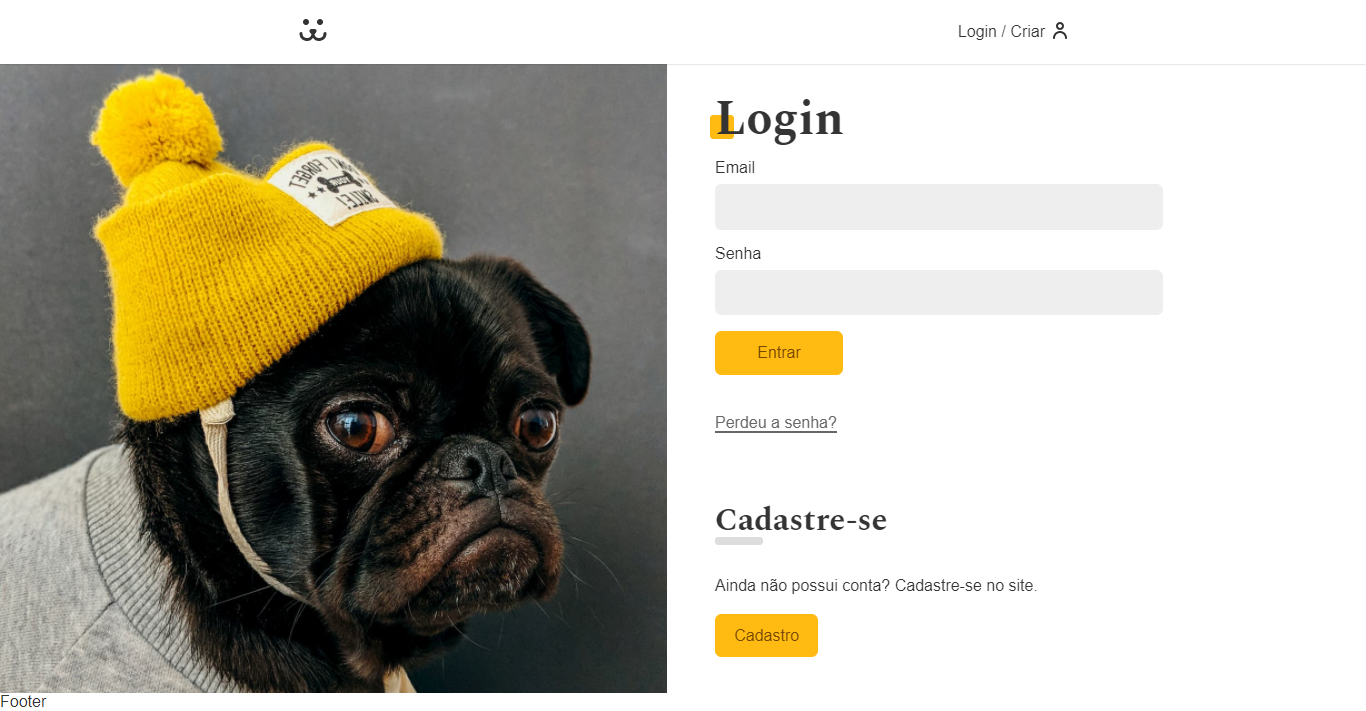 Login / Criar
Login
Email
Senha
Entrar
Perdeu a senha?
Cadastre-se
Ainda não possui conta? Cadastre-se no site.
Cadastro
Footer